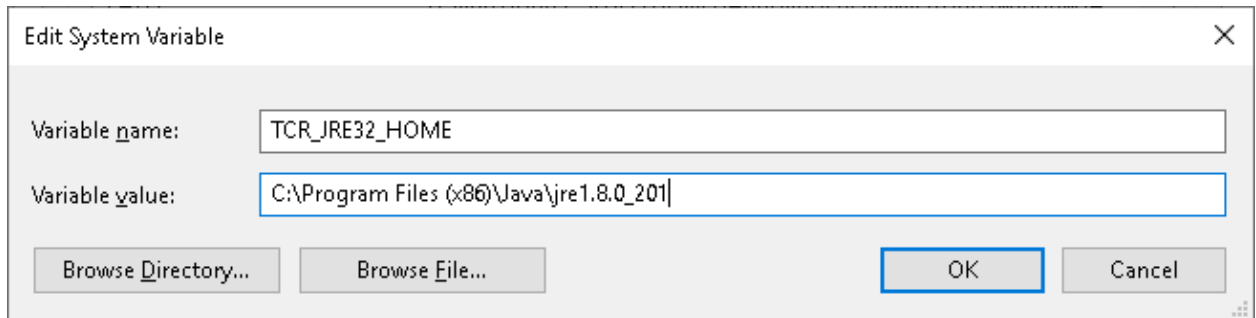 Edit System Variable
Variable name:
TCR_JRE32_HOME
Variable value:
C:\Program Files (x86)\Java\jre1.8.0_201
Browse Directory...
Browse File...
OK
Cancel